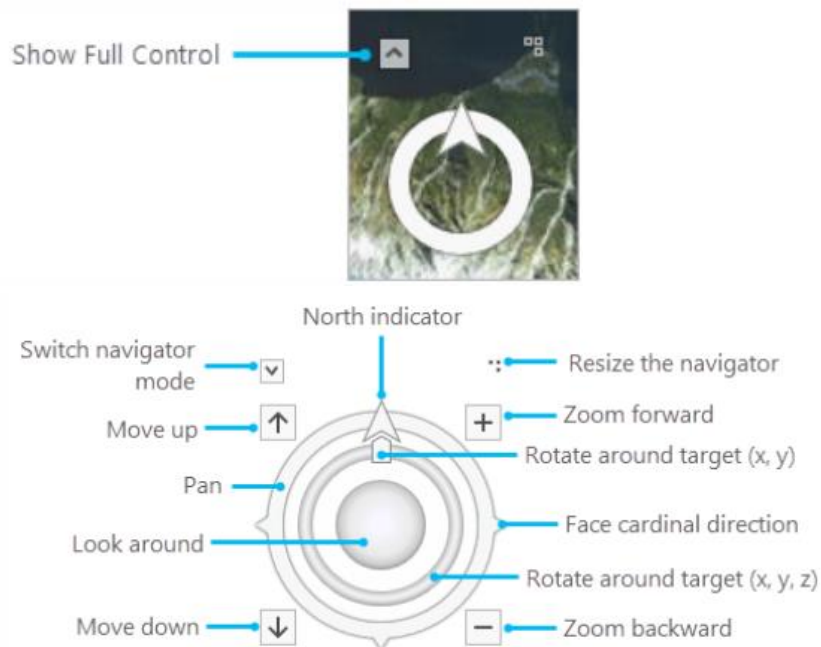 Show Full Control
North indicator
Switch navigator
mode
Resize the navigator
Move up
Zoom forward
Rotate around target (x, y)
Pan
Face cardinal direction
Look around
Rotate around target (x, y, z)
Move down
Zoom backward